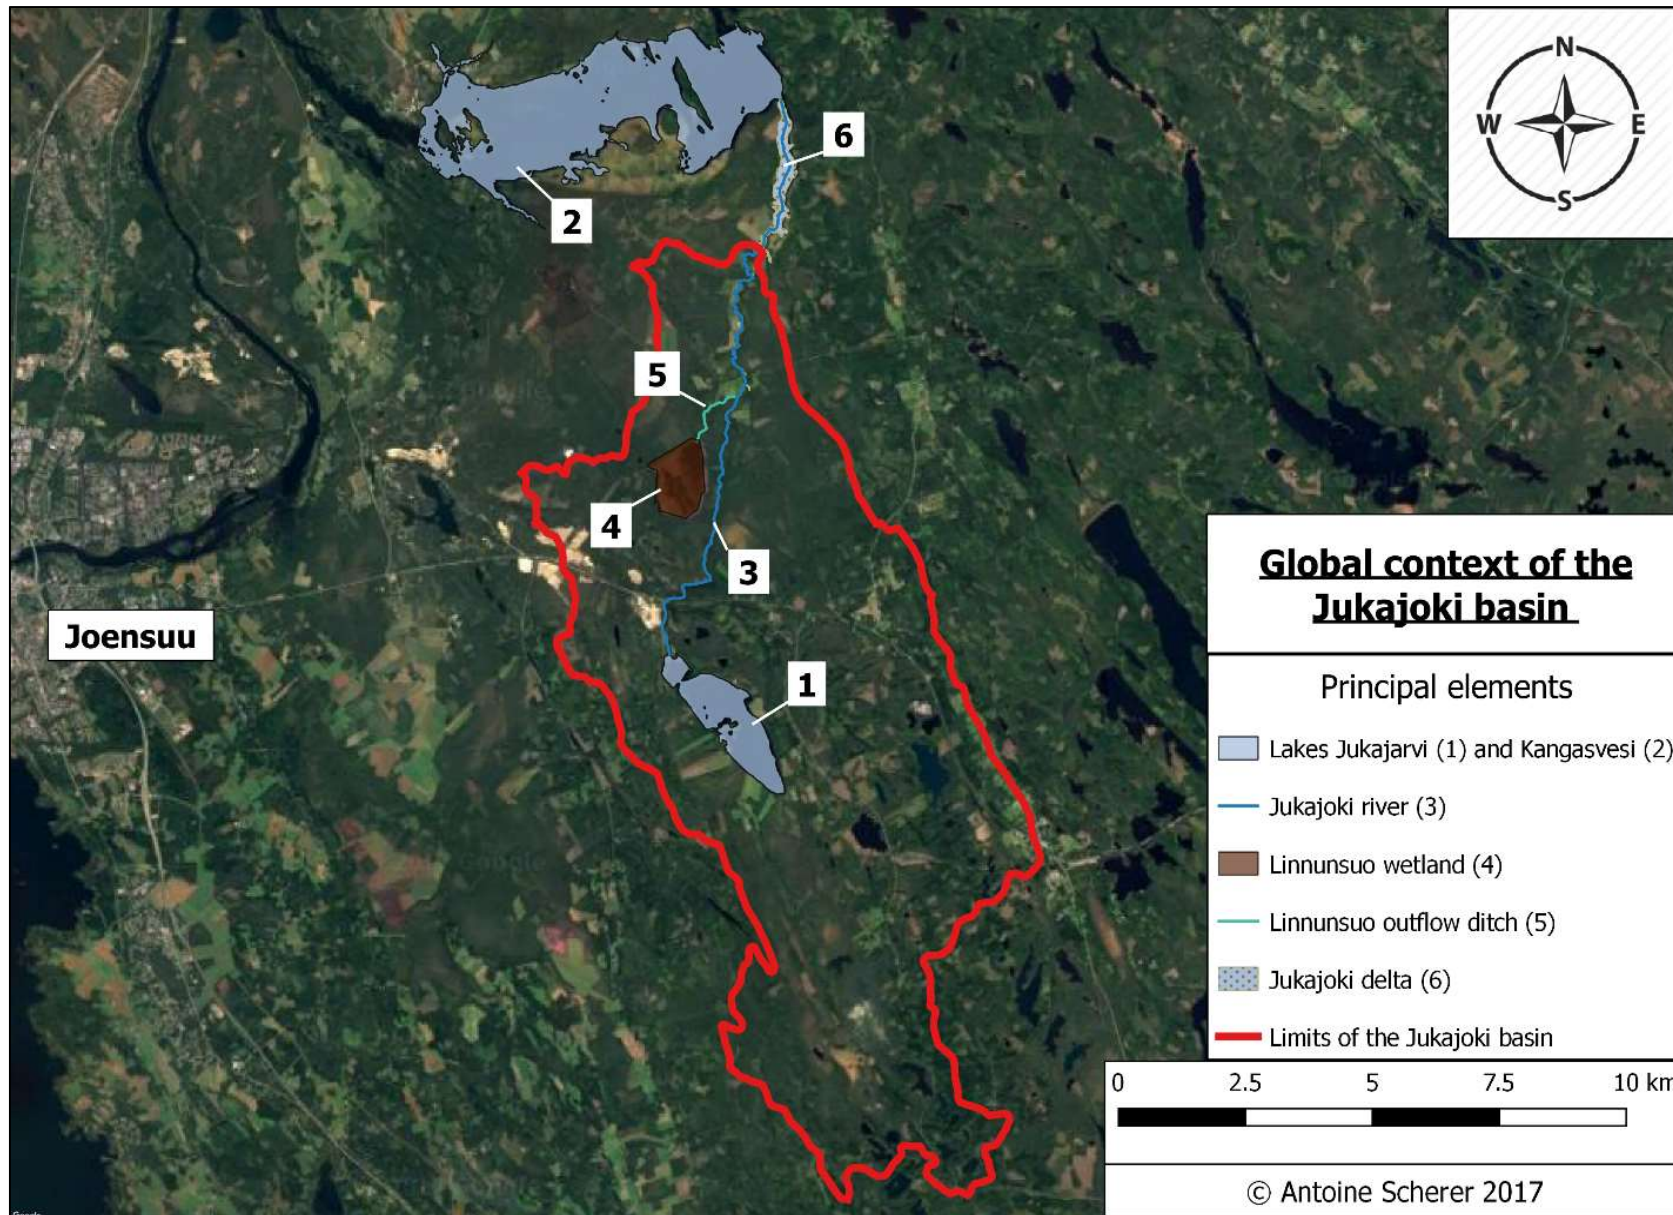 N
W
E
S
6
2
5
4
3
1
Joensuu
Global context of the
Jukajoki basin
Principal elements
Lakes Jukajarvi (1) and Kangasvesi (2)
Jukajoki river (3)
Linnunsuo wetland (4)
Linnunsuo outflow ditch (5)
Jukajoki delta (6)
Limits of the Jukajoki basin
0 2.5 5 7.5 10 km
© Antoine Scherer 2017
Google